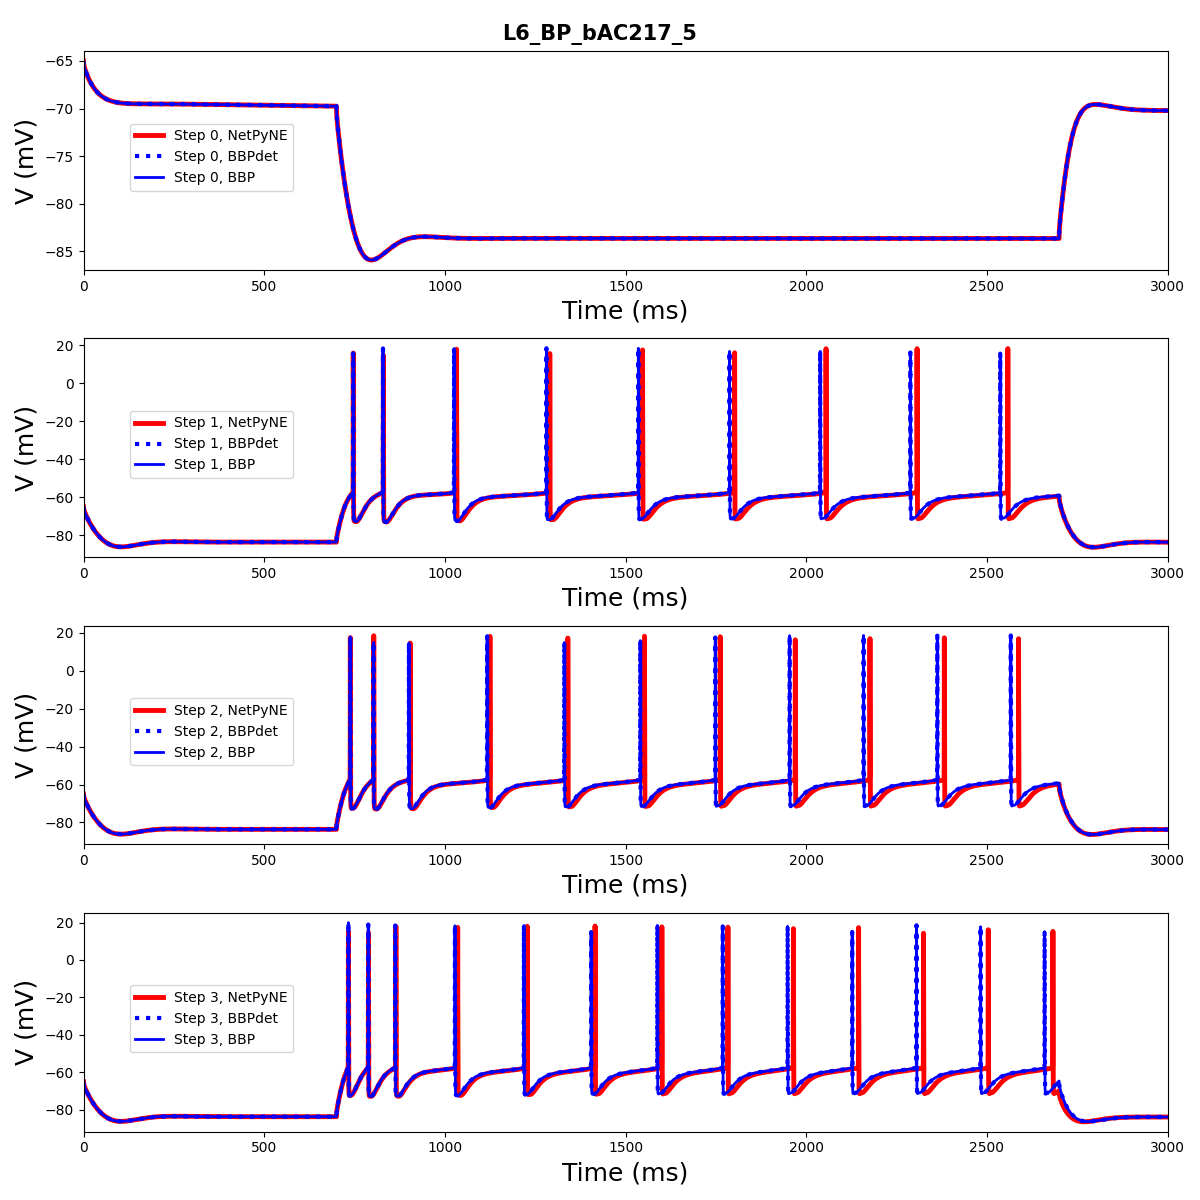 L6_BP_bAC217_5
−65
−70
−75
−80
−85
V (mV)
Step 0, NetPyNE
Step 0, BBPdet
Step 0, BBP
0 500 1000 1500 2000 2500 3000
Time (ms)
20
0
−20
−40
−60
−80
V (mV)
Step 1, NetPyNE
Step 1, BBPdet
Step 1, BBP
0 500 1000 1500 2000 2500 3000
Time (ms)
20
0
−20
−40
−60
−80
V (mV)
Step 2, NetPyNE
Step 2, BBPdet
Step 2, BBP
0 500 1000 1500 2000 2500 3000
Time (ms)
20
0
−20
−40
−60
−80
V (mV)
Step 3, NetPyNE
Step 3, BBPdet
Step 3, BBP
0 500 1000 1500 2000 2500 3000
Time (ms)